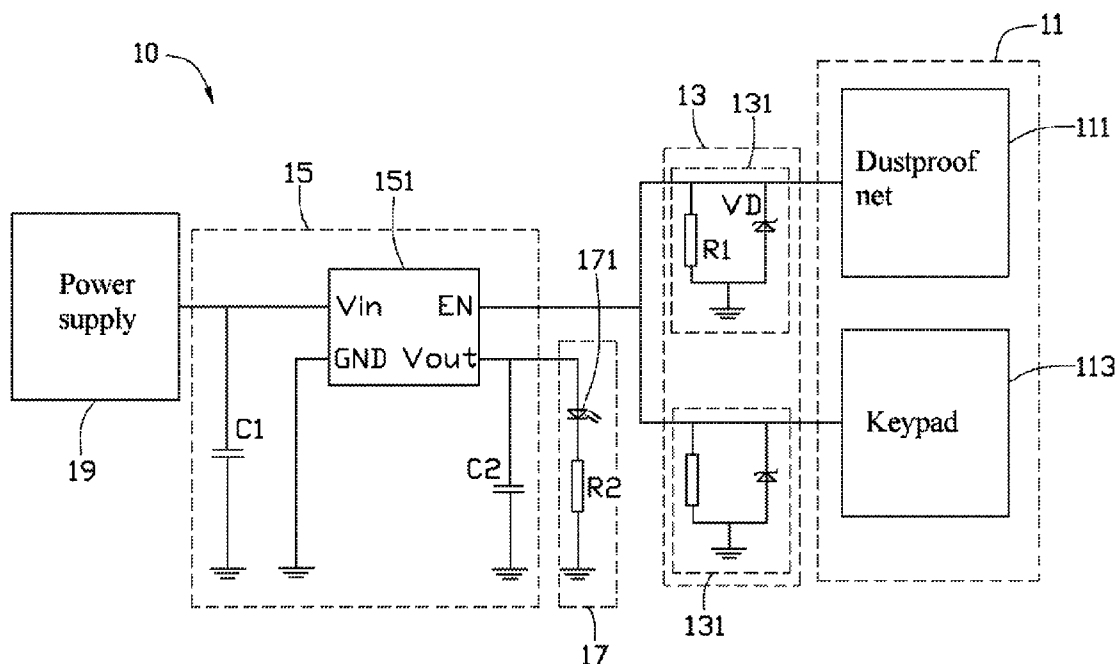 10
11
13
131
111
Dustproof
net
VD
R1
15
151
171
Power
supply
Vin
EN
GND
Vout
19
C1
C2
R2
113
Keypad
131
17